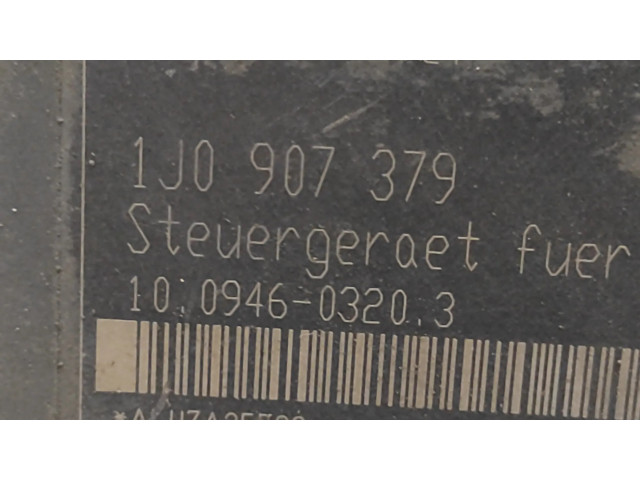 1J0 907 379
Steuergeraet fuer
10.0946-0320.3